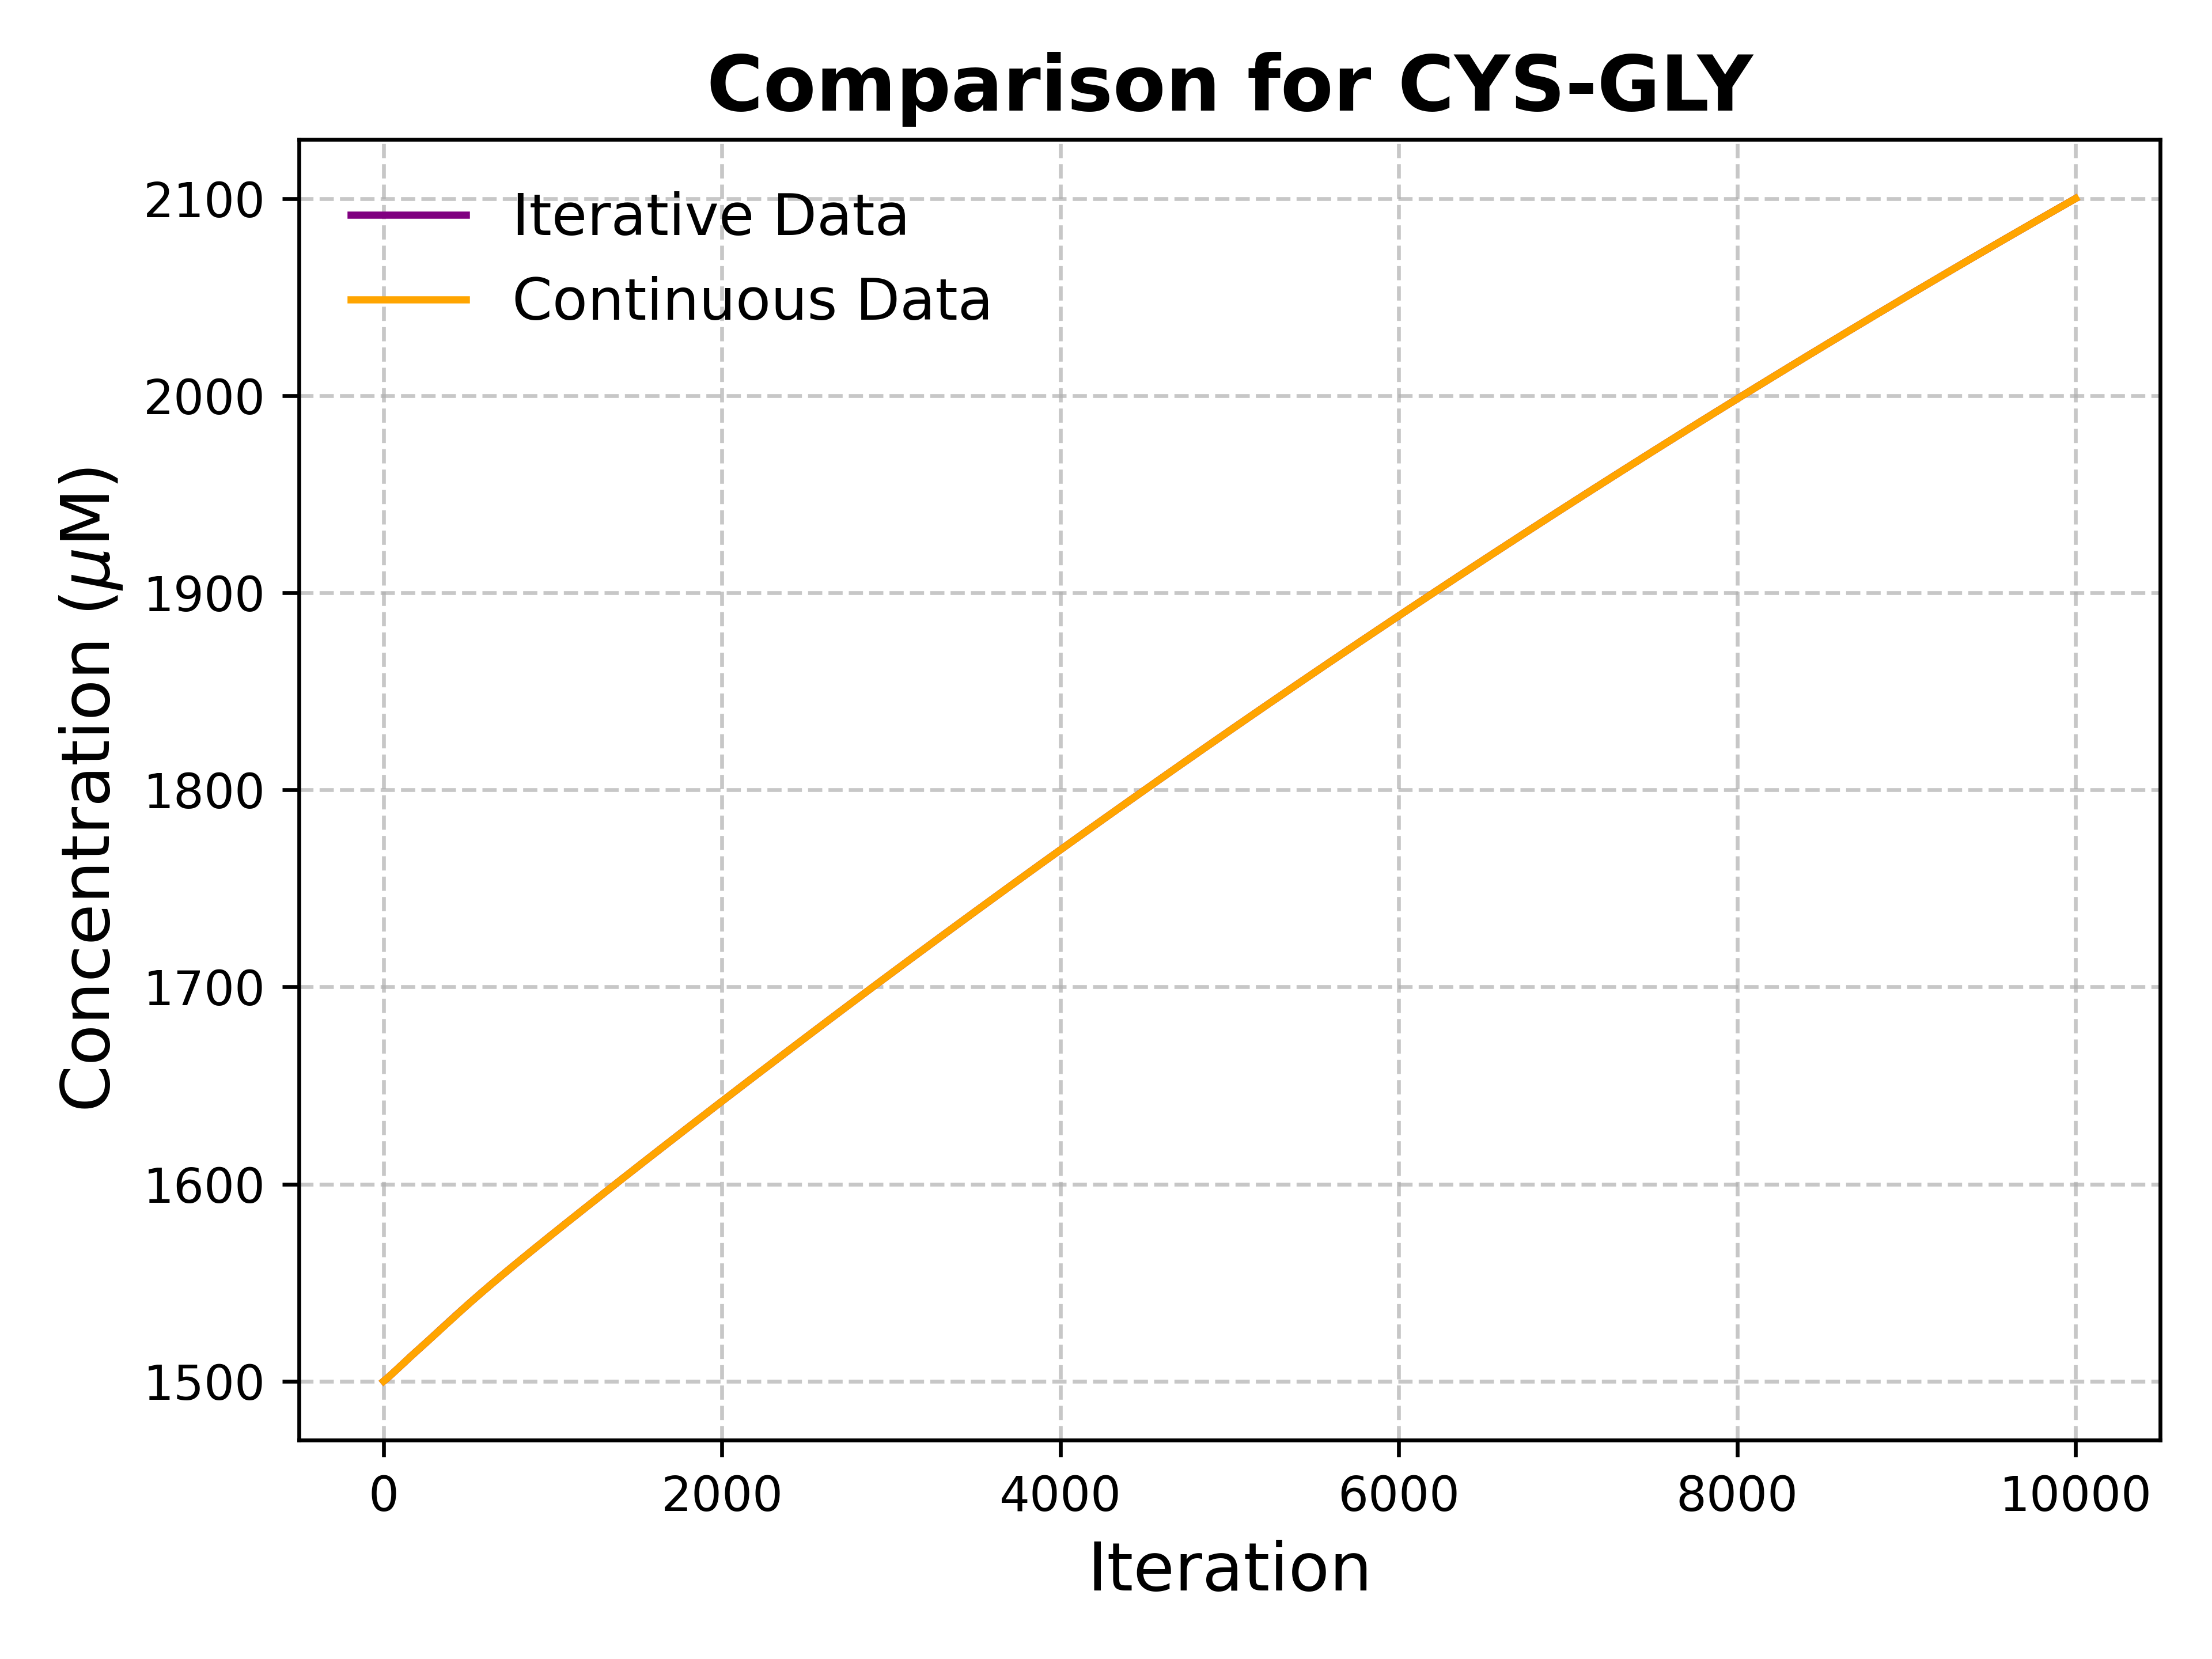 Comparison for CYS-GLY
Iterative Data
Continuous Data
Concentration (μM)
2100
2000
1900
1800
1700
1600
1500
0 2000 4000 6000 8000 10000
Iteration